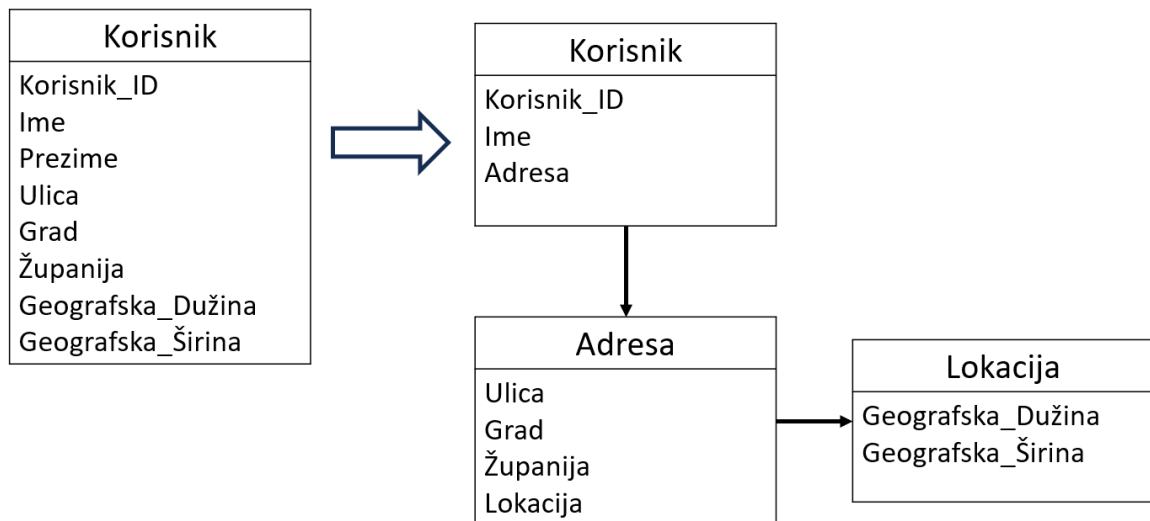 Korisnik
Korisnik_ID
Ime
Prezime
Ulica
Grad
Županija
Geografska_Dužina
Geografska_Širina
Korisnik
Korisnik_ID
Ime
Adresa
Adresa
Ulica
Grad
Županija
Lokacija
Lokacija
Geografska_Dužina
Geografska_Širina